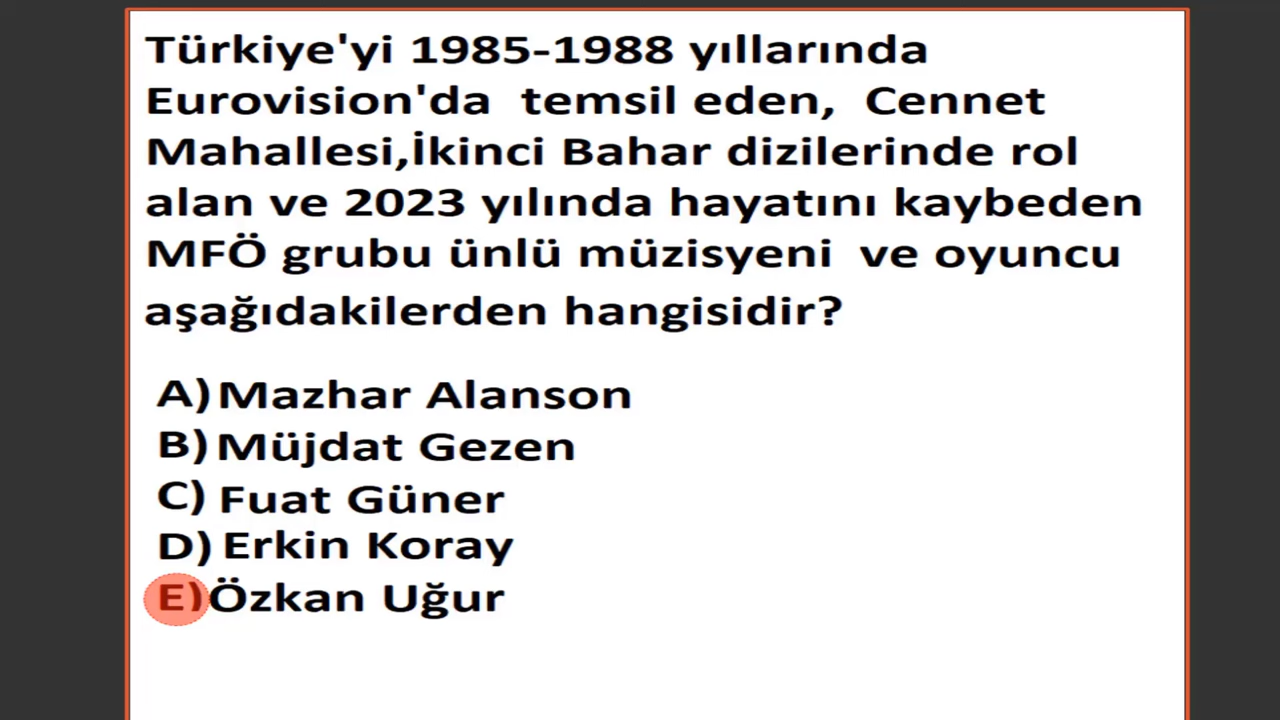 Türkiye'yi 1985-1988 yıllarında
Eurovision'da temsil eden, Cennet
Mahallesi,İkinci Bahar dizilerinde rol
alan ve 2023 yılında hayatını kaybeden
MFÖ grubu ünlü müzisyeni ve oyuncu
aşağıdakilerden hangisidir?
A) Mazhar Alanson
B) Müjdat Gezen
C) Fuat Güner
D) Erkin Koray
E) Özkan Uğur